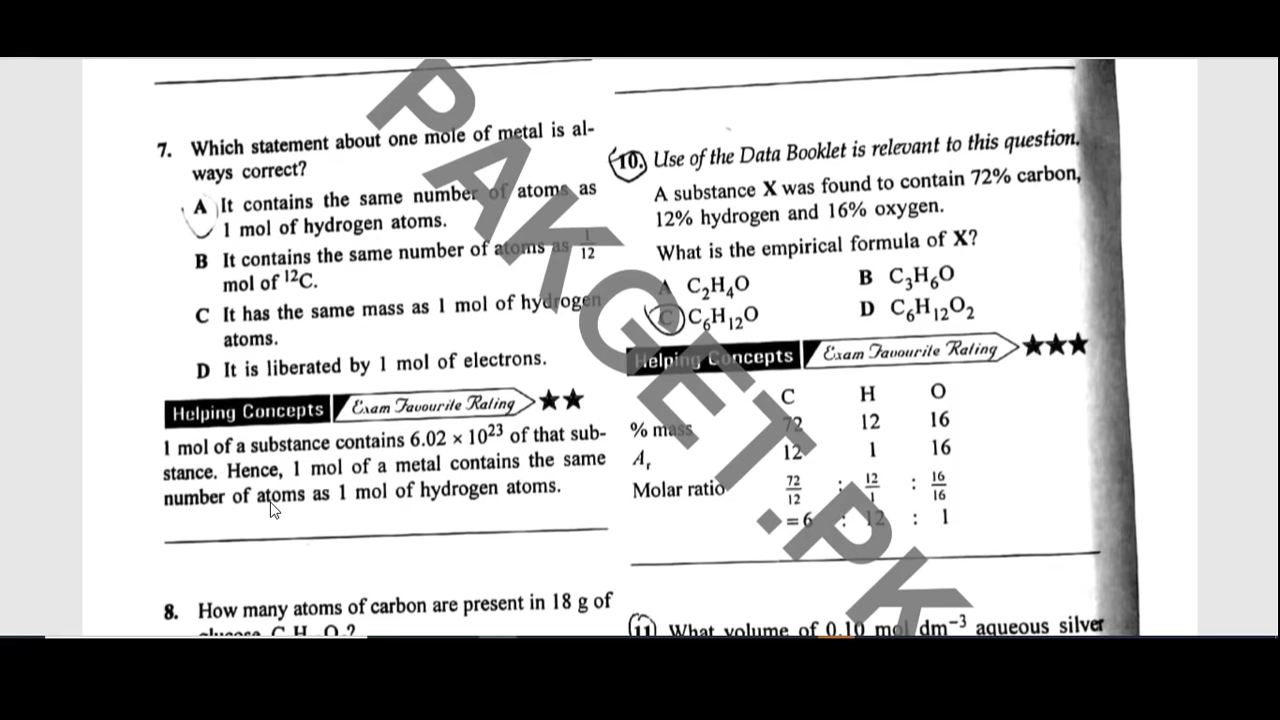 7. Which statement about one mole of metal is al-
ways correct?
A It contains the same number of atoms as
1 mol of hydrogen atoms.
B It contains the same number of atoms as 1/12
mol of ¹²C.
C It has the same mass as 1 mol of hydrogen
atoms.
D It is liberated by 1 mol of electrons.
Helping Concepts Exam Favourite Rating ★★
1 mol of a substance contains 6.02 × 10²³ of that sub-
stance. Hence, 1 mol of a metal contains the same
number of atoms as 1 mol of hydrogen atoms.
8. How many atoms of carbon are present in 18 g of
10. Use of the Data Booklet is relevant to this question.
A substance X was found to contain 72% carbon,
12% hydrogen and 16% oxygen.
What is the empirical formula of X?
A C₂H₄O B C₃H₆O
C C₆H₁₂O D C₆H₁₂O₂
Helping Concepts Exam Favourite Rating ★★★
C H O
% mass 72 12 16
Aᵣ 12 1 16
Molar ratio 72/12 : 12/1 : 16/16
= 6 : 12 : 1
11 What volume of 0.10 mol dm⁻³ aqueous silver
PAKGET.PK